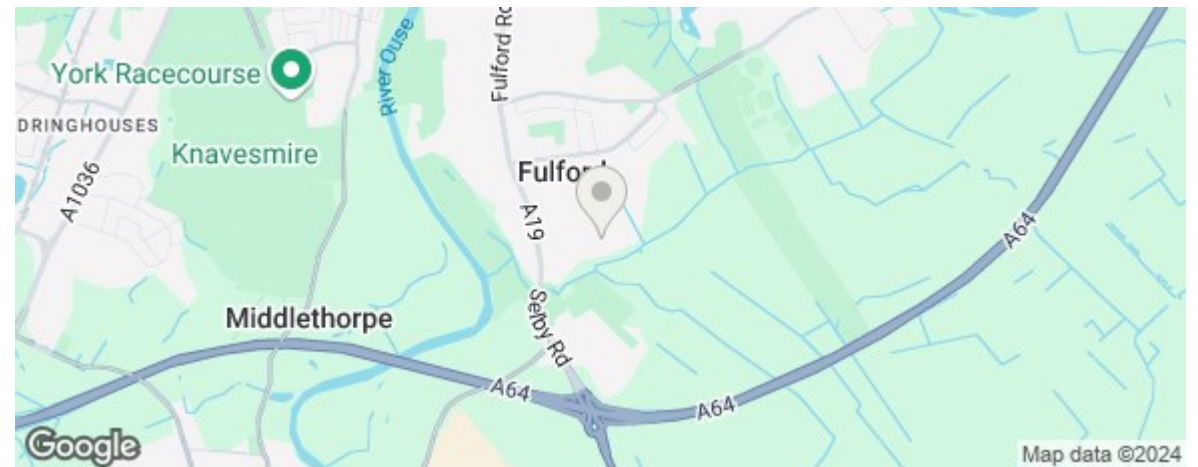 York Racecourse
River Ouse
Fulford Rd
DRINGHOUSES
Knavesmire
A1036
Fulford
A19
A64
Selby Rd
Middlethorpe
A64
A64
Google
Map data ©2024